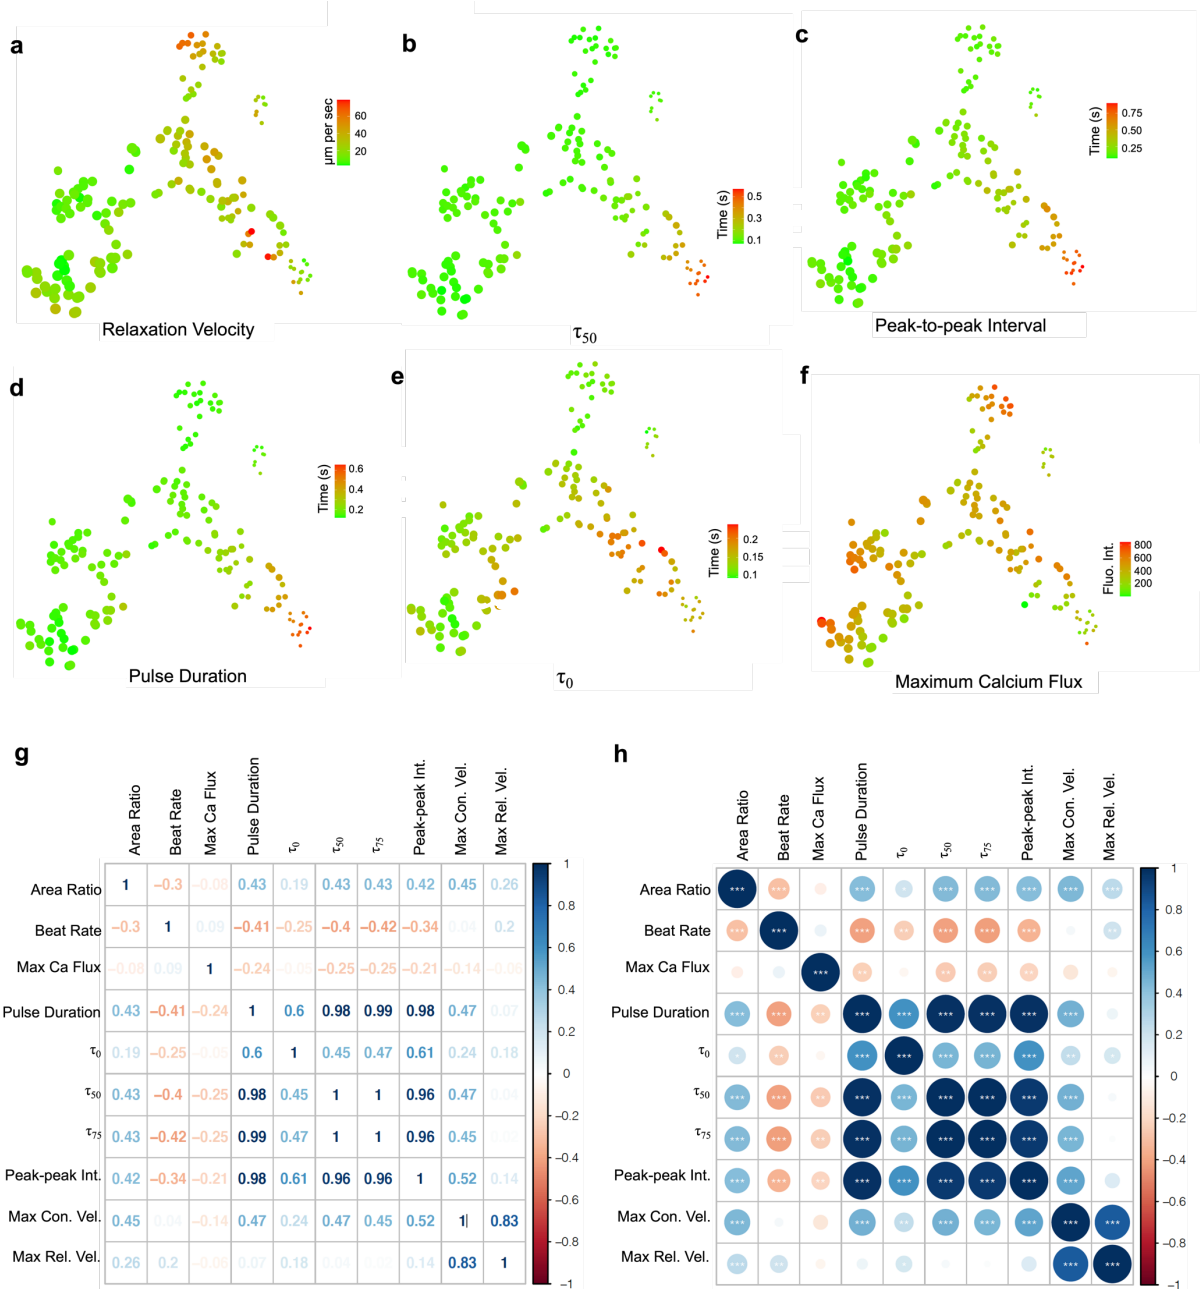 a
µm per sec
60
40
20
Relaxation Velocity
b
Time (s)
0.5
0.3
0.1
τ50
c
Time (s)
0.75
0.50
0.25
Peak-to-peak Interval
d
Time (s)
0.6
0.4
0.2
Pulse Duration
e
Time (s)
0.2
0.15
0.1
τ0
f
Fluo. Int.
800
600
400
200
Maximum Calcium Flux
g
Area Ratio Beat Rate Max Ca Flux Pulse Duration τ0 τ50 τ75 Peak-peak Int. Max Con. Vel. Max Rel. Vel.
Area Ratio 1 −0.3 −0.08 0.43 0.19 0.43 0.43 0.42 0.45 0.26
Beat Rate −0.3 1 0.09 −0.41 −0.25 −0.4 −0.42 −0.34 0.04 0.2
Max Ca Flux −0.08 0.09 1 −0.24 −0.05 −0.25 −0.25 −0.21 −0.14 −0.06
Pulse Duration 0.43 −0.41 −0.24 1 0.6 0.98 0.99 0.98 0.47 0.07
τ0 0.19 −0.25 −0.05 0.6 1 0.45 0.47 0.61 0.24 0.18
τ50 0.43 −0.4 −0.25 0.98 0.45 1 1 0.96 0.47 0.04
τ75 0.43 −0.42 −0.25 0.99 0.47 1 1 0.96 0.45 0.02
Peak-peak Int. 0.42 −0.34 −0.21 0.98 0.61 0.96 0.96 1 0.52 0.14
Max Con. Vel. 0.45 0.04 −0.14 0.47 0.24 0.47 0.45 0.52 1 0.83
Max Rel. Vel. 0.26 0.2 −0.06 0.07 0.18 0.04 0.02 0.14 0.83 1
1
0.8
0.6
0.4
0.2
0
−0.2
−0.4
−0.6
−0.8
−1
h
Area Ratio Beat Rate Max Ca Flux Pulse Duration τ0 τ50 τ75 Peak-peak Int. Max Con. Vel. Max Rel. Vel.
Area Ratio *** *** *** * *** *** *** *** ***
Beat Rate *** *** *** ** *** *** *** **
Max Ca Flux *** ** ** ** **
Pulse Duration *** *** ** *** *** *** *** *** ***
τ0 * ** *** *** *** *** *** ** *
τ50 *** *** ** *** *** *** *** *** ***
τ75 *** *** ** *** *** *** *** *** ***
Peak-peak Int. *** *** ** *** *** *** *** *** ***
Max Con. Vel. *** *** ** *** *** *** *** ***
Max Rel. Vel. *** ** * *** ***
1
0.8
0.6
0.4
0.2
0
−0.2
−0.4
−0.6
−0.8
−1